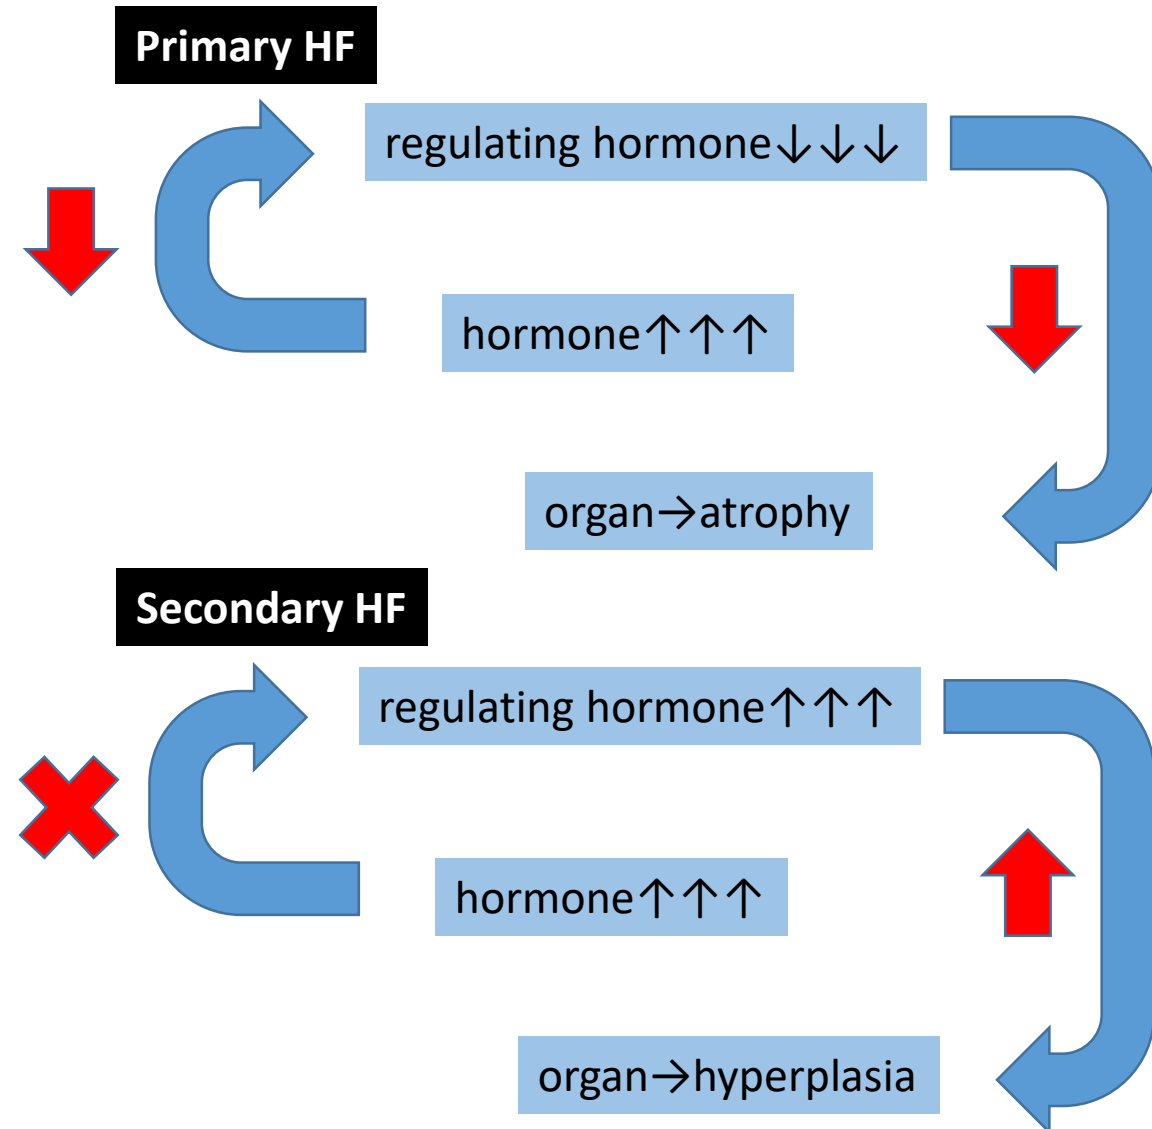 Primary HF
regulating hormone↓↓↓
hormone↑↑↑
organ→atrophy
Secondary HF
regulating hormone↑↑↑
hormone↑↑↑
organ→hyperplasia